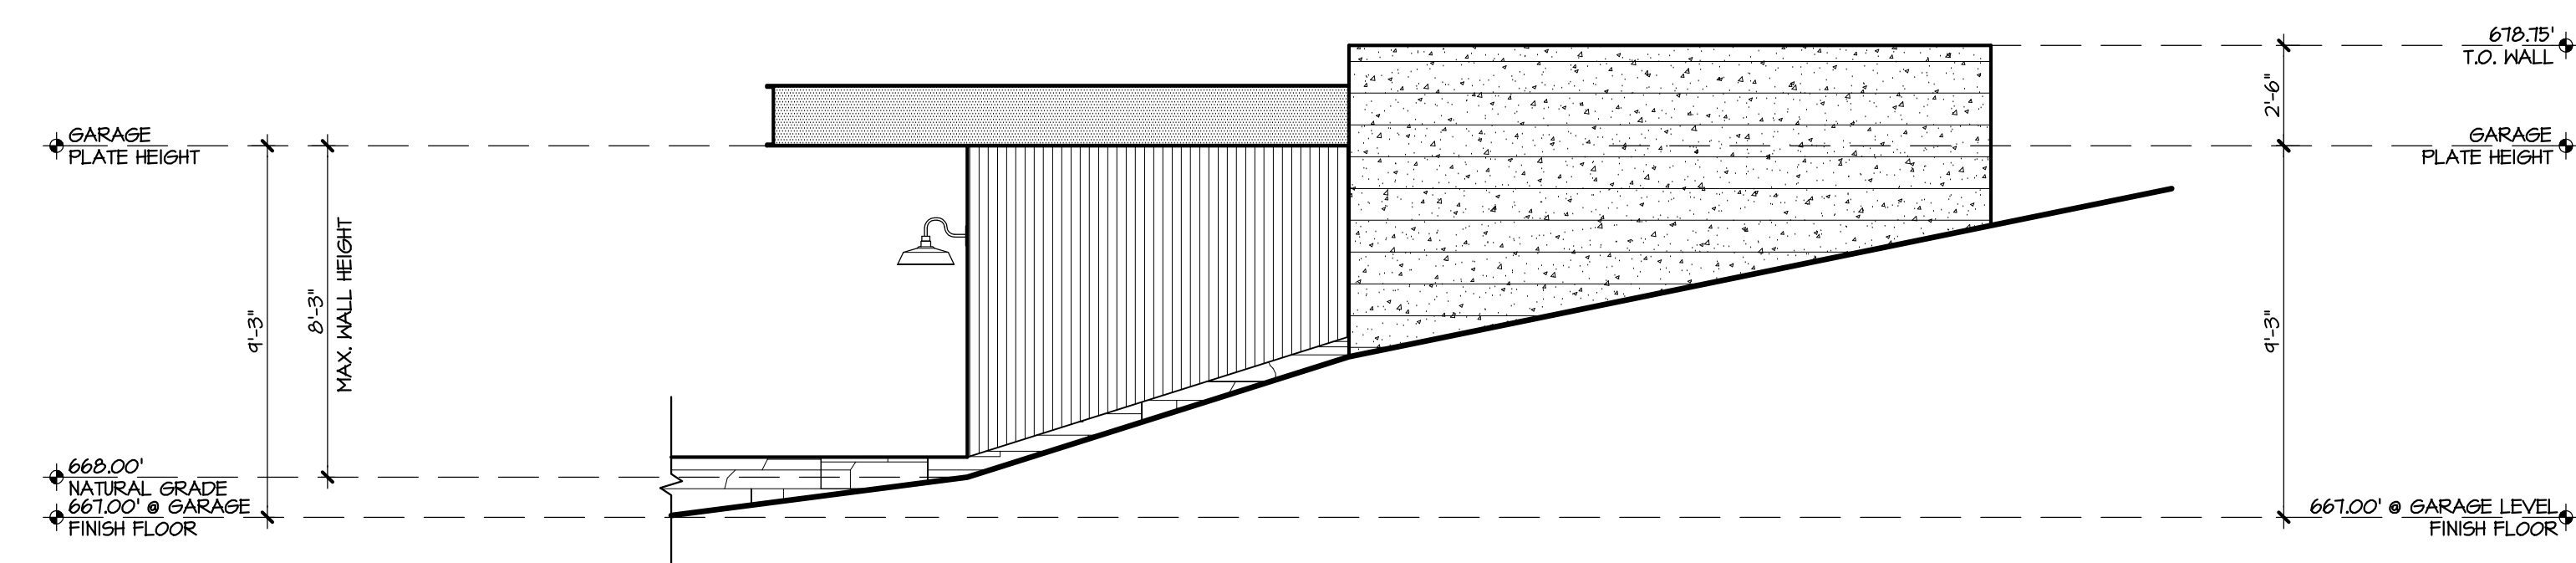 678.75'
T.O. WALL
2'-6"
GARAGE
PLATE HEIGHT
GARAGE
PLATE HEIGHT
9'-3"
8'-3"
MAX. WALL HEIGHT
9'-3"
668.00'
NATURAL GRADE
667.00' @ GARAGE
FINISH FLOOR
667.00' @ GARAGE LEVEL
FINISH FLOOR